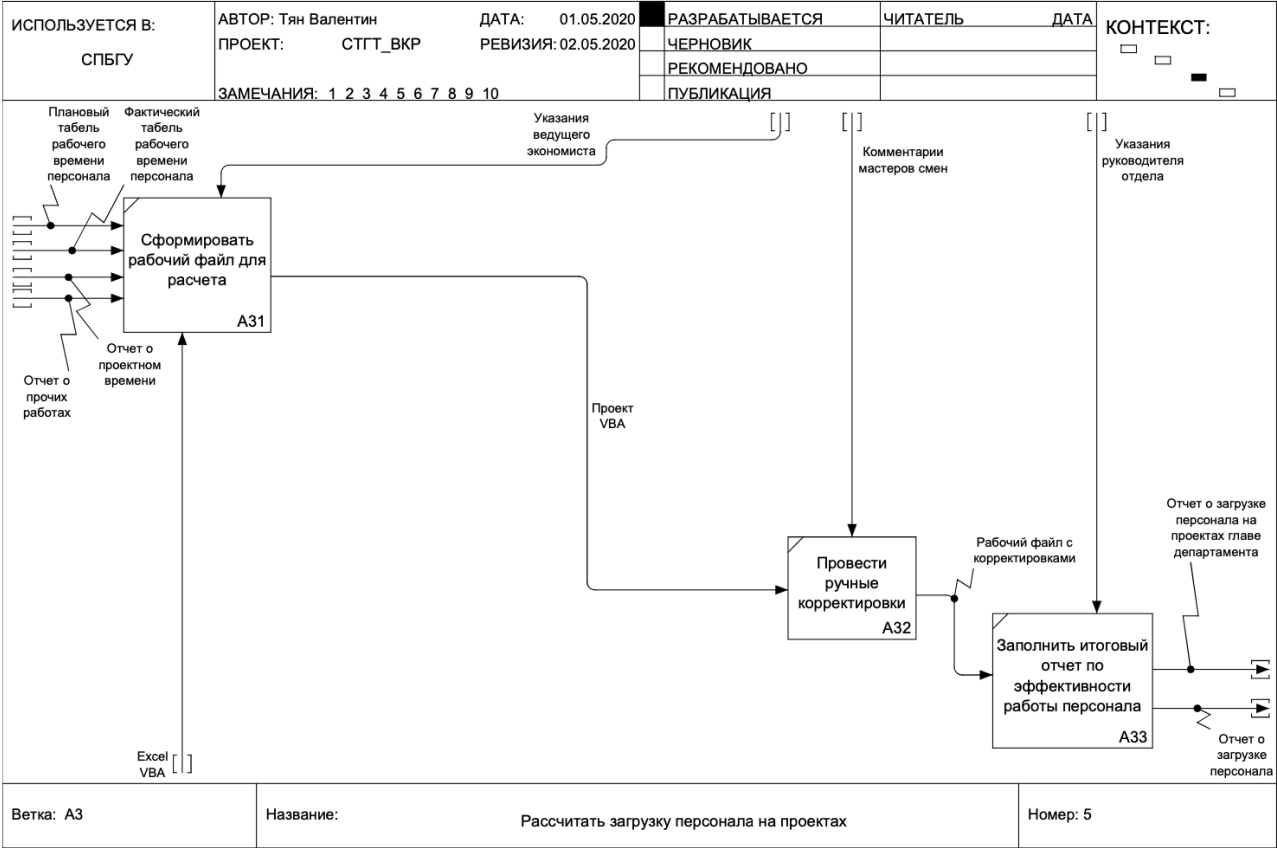 ИСПОЛЬЗУЕТСЯ В:
СПБГУ
АВТОР: Тян Валентин
ДАТА: 01.05.2020
ПРОЕКТ: СТГТ_ВКР
РЕВИЗИЯ: 02.05.2020
ЗАМЕЧАНИЯ: 1 2 3 4 5 6 7 8 9 10
РАЗРАБАТЫВАЕТСЯ
ЧЕРНОВИК
РЕКОМЕНДОВАНО
ПУБЛИКАЦИЯ
ЧИТАТЕЛЬ
ДАТА
КОНТЕКСТ:
Плановый
табель
рабочего
времени
персонала
Фактический
табель
рабочего
времени
персонала
Указания
ведущего
экономиста
Комментарии
мастеров смен
Указания
руководителя
отдела
Сформировать
рабочий файл для
расчета
А31
Отчет о
проектном
времени
Отчет о
прочих
работах
Проект
VBA
Провести
ручные
корректировки
А32
Рабочий файл с
корректировками
Отчет о загрузке
персонала на
проектах главе
департамента
Заполнить итоговый
отчет по
эффективности
работы персонала
А33
Отчет о
загрузке
персонала
Excel
VBA
Ветка: А3
Название:
Рассчитать загрузку персонала на проектах
Номер: 5